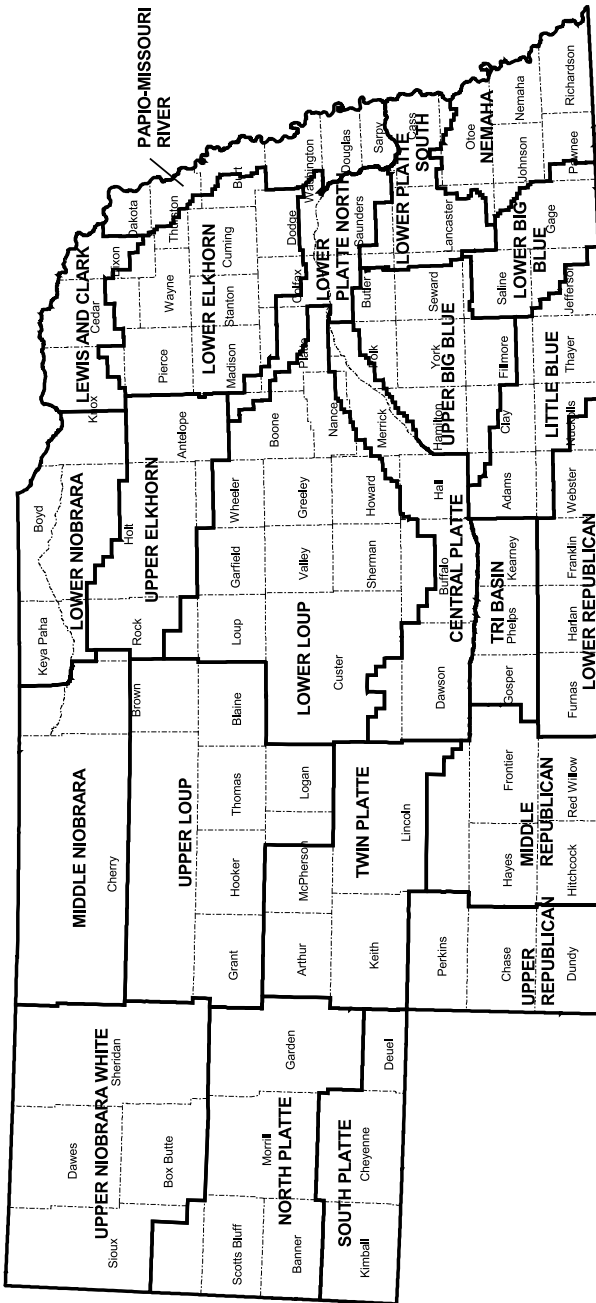 PAPIO-MISSOURI
RIVER
LEWIS AND CLARK
Dakota
Dixon
Cedar
Knox
Thurston
Burt
Wayne
Pierce
LOWER ELKHORN
Cuming
Stanton
Madison
Washington
Dodge
Colfax
Platte
Douglas
Sarpy
Cass
Saunders
Butler
LOWER
PLATTE NORTH
LOWER PLATTE
SOUTH
Lancaster
Otoe
NEMAHA
Nemaha
Johnson
Richardson
Pawnee
Gage
LOWER BIG
BLUE
Saline
Jefferson
Seward
York
Polk
Hamilton
UPPER BIG BLUE
Fillmore
Clay
Thayer
Nuckolls
LITTLE BLUE
Adams
Webster
Boyd
Keya Paha
LOWER NIOBRARA
Holt
Rock
Antelope
UPPER ELKHORN
Boone
Nance
Merrick
Wheeler
Greeley
Howard
Hall
Garfield
Valley
Sherman
Buffalo
Loup
Custer
LOWER LOUP
Dawson
CENTRAL PLATTE
TRI BASIN
Kearney
Phelps
Gosper
Franklin
Harlan
Furnas
LOWER REPUBLICAN
MIDDLE NIOBRARA
Cherry
Brown
UPPER LOUP
Blaine
Thomas
Hooker
Grant
Logan
McPherson
Arthur
TWIN PLATTE
Lincoln
Keith
Frontier
Hayes
MIDDLE
REPUBLICAN
Red Willow
Hitchcock
Perkins
Chase
UPPER
REPUBLICAN
Dundy
UPPER NIOBRARA WHITE
Sheridan
Dawes
Box Butte
Sioux
NORTH PLATTE
Garden
Morrill
Scotts Bluff
Banner
SOUTH PLATTE
Deuel
Cheyenne
Kimball